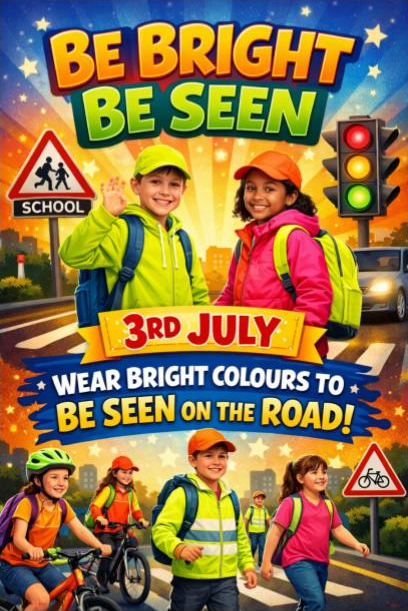 BE BRIGHT
BE SEEN
SCHOOL
3RD JULY
WEAR BRIGHT COLOURS TO
BE SEEN ON THE ROAD!